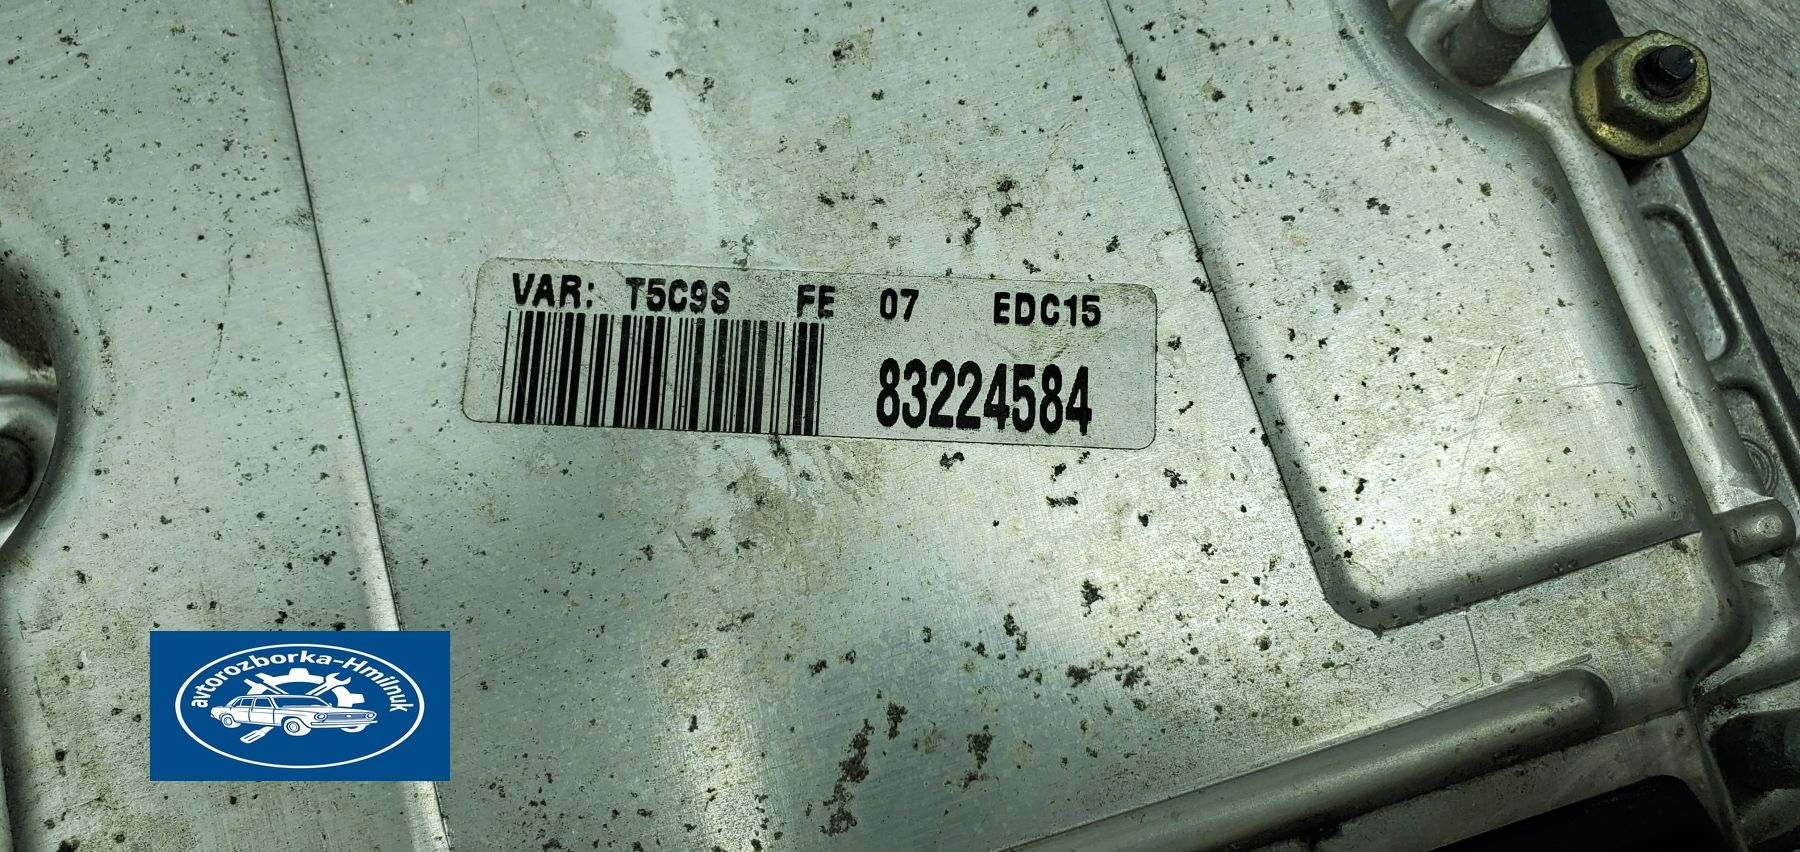 VAR: T5C9S FE 07 EDC15
83224584
avtorozborka-Hmilnuk